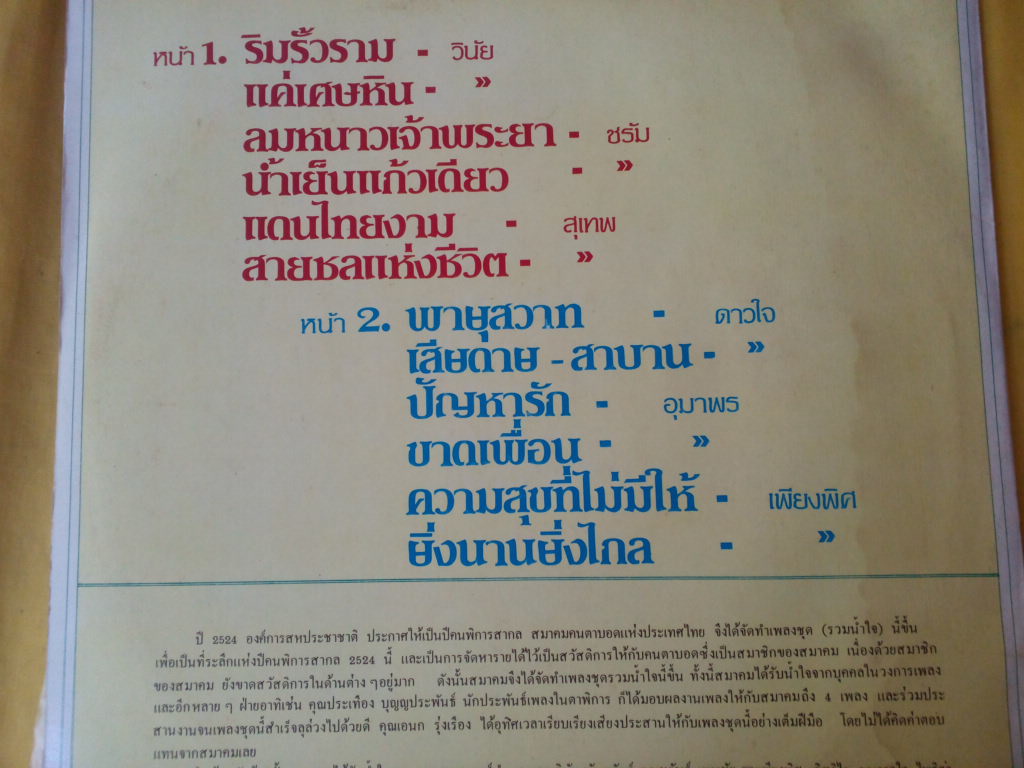 หน้า 1. ริมรั้วราม - วินัย
แค่เศษหิน - »
ลมหนาวเจ้าพระยา - ชรัม
น้ำเย็นแก้วเดียว - »
แดนไทยงาม - สุเทพ
สายชลแห่งชีวิต - »
หน้า 2. พายุสวาท - ดาวใจ
เสียดาย - สาบาน - »
ปัญหารัก - อุมาพร
ขาดเพื่อน - »
ความสุขที่ไม่มีให้ - เพียงพิศ
ยิ่งนานยิ่งไกล - »
ปี 2524 องค์การสหประชาชาติ ประกาศให้เป็นปีคนพิการสากล สมาคมคนตาบอดแห่งประเทศไทย จึงได้จัดทำเพลงชุด (รวมน้ำใจ) นี้ขึ้น
เพื่อเป็นที่ระลึกแห่งปีคนพิการสากล 2524 นี้ และเป็นการจัดหารายได้ไว้เป็นสวัสดิการให้กับคนตาบอดซึ่งเป็นสมาชิกของสมาคม เนื่องด้วยสมาชิก
ของสมาคม ยังขาดสวัสดิการในด้านต่าง ๆอยู่มาก ดังนั้นสมาคมจึงได้จัดทำเพลงชุดรวมน้ำใจนี้ขึ้น ทั้งนี้สมาคมได้รับน้ำใจจากบุคคลในวงการเพลง
และอีกหลาย ๆ ฝ่ายอาทิเช่น คุณประเทือง บุญญประพันธ์ นักประพันธ์เพลงในตาพิการ ก็ได้มอบผลงานเพลงให้กับสมาคมถึง 4 เพลง และร่วมประ
สานงานจนเพลงชุดนี้สำเร็จลุล่วงไปด้วยดี คุณเอนก รุ่งเรือง ได้อุทิศเวลาเรียบเรียงเสียงประสานให้กับเพลงชุดนี้อย่างเต็มฝีมือ โดยไม่ได้คิดค่าตอบ
แทนจากสมาคมเลย